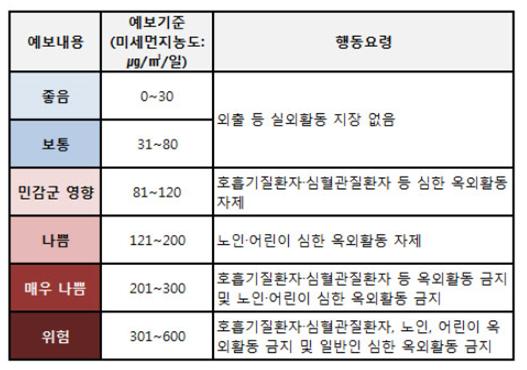 예보내용
예보기준
(미세먼지농도:
㎍/㎥/일)
행동요령
좋음
0~30
외출 등 실외활동 지장 없음
보통
31~80
민감군 영향
81~120
호흡기질환자·심혈관질환자 등 심한 옥외활동
자제
나쁨
121~200
노인·어린이 심한 옥외활동 자제
매우 나쁨
201~300
호흡기질환자·심혈관질환자 등 옥외활동 금지
및 노인·어린이 심한 옥외활동 금지
위험
301~600
호흡기질환자·심혈관질환자, 노인, 어린이 옥
외활동 금지 및 일반인 심한 옥외활동 금지